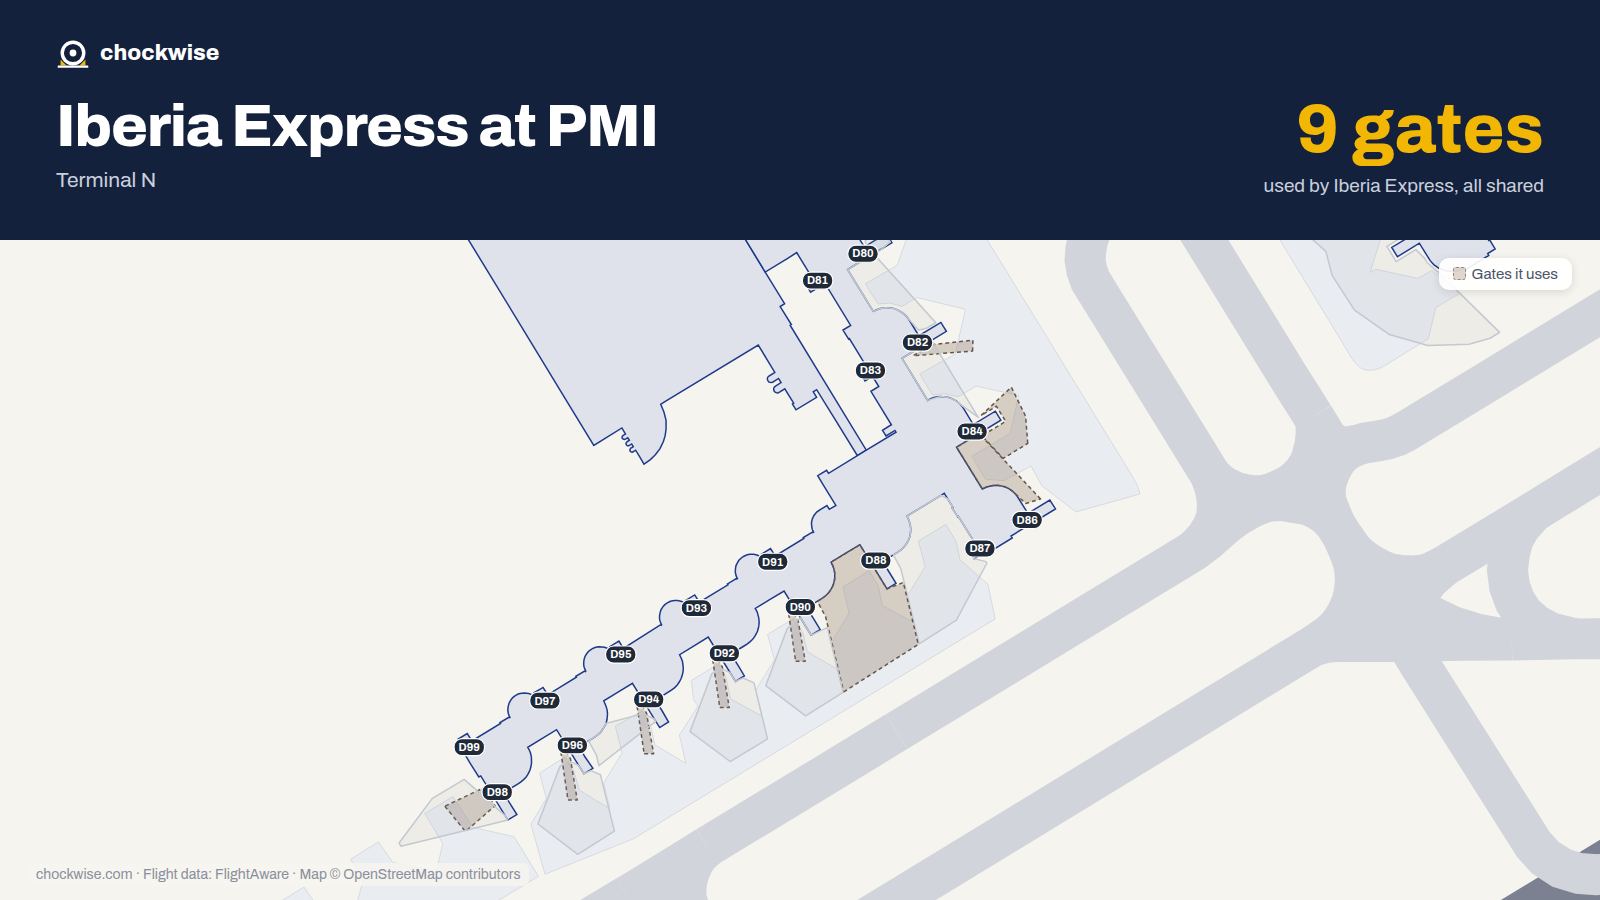 chockwise
Iberia Express at PMI
Terminal N
9 gates
used by Iberia Express, all shared
Gates it uses
D80
D81
D82
D83
D84
D86
D87
D88
D91
D90
D93
D92
D95
D94
D97
D96
D99
D98
chockwise.com · Flight data: FlightAware · Map © OpenStreetMap contributors